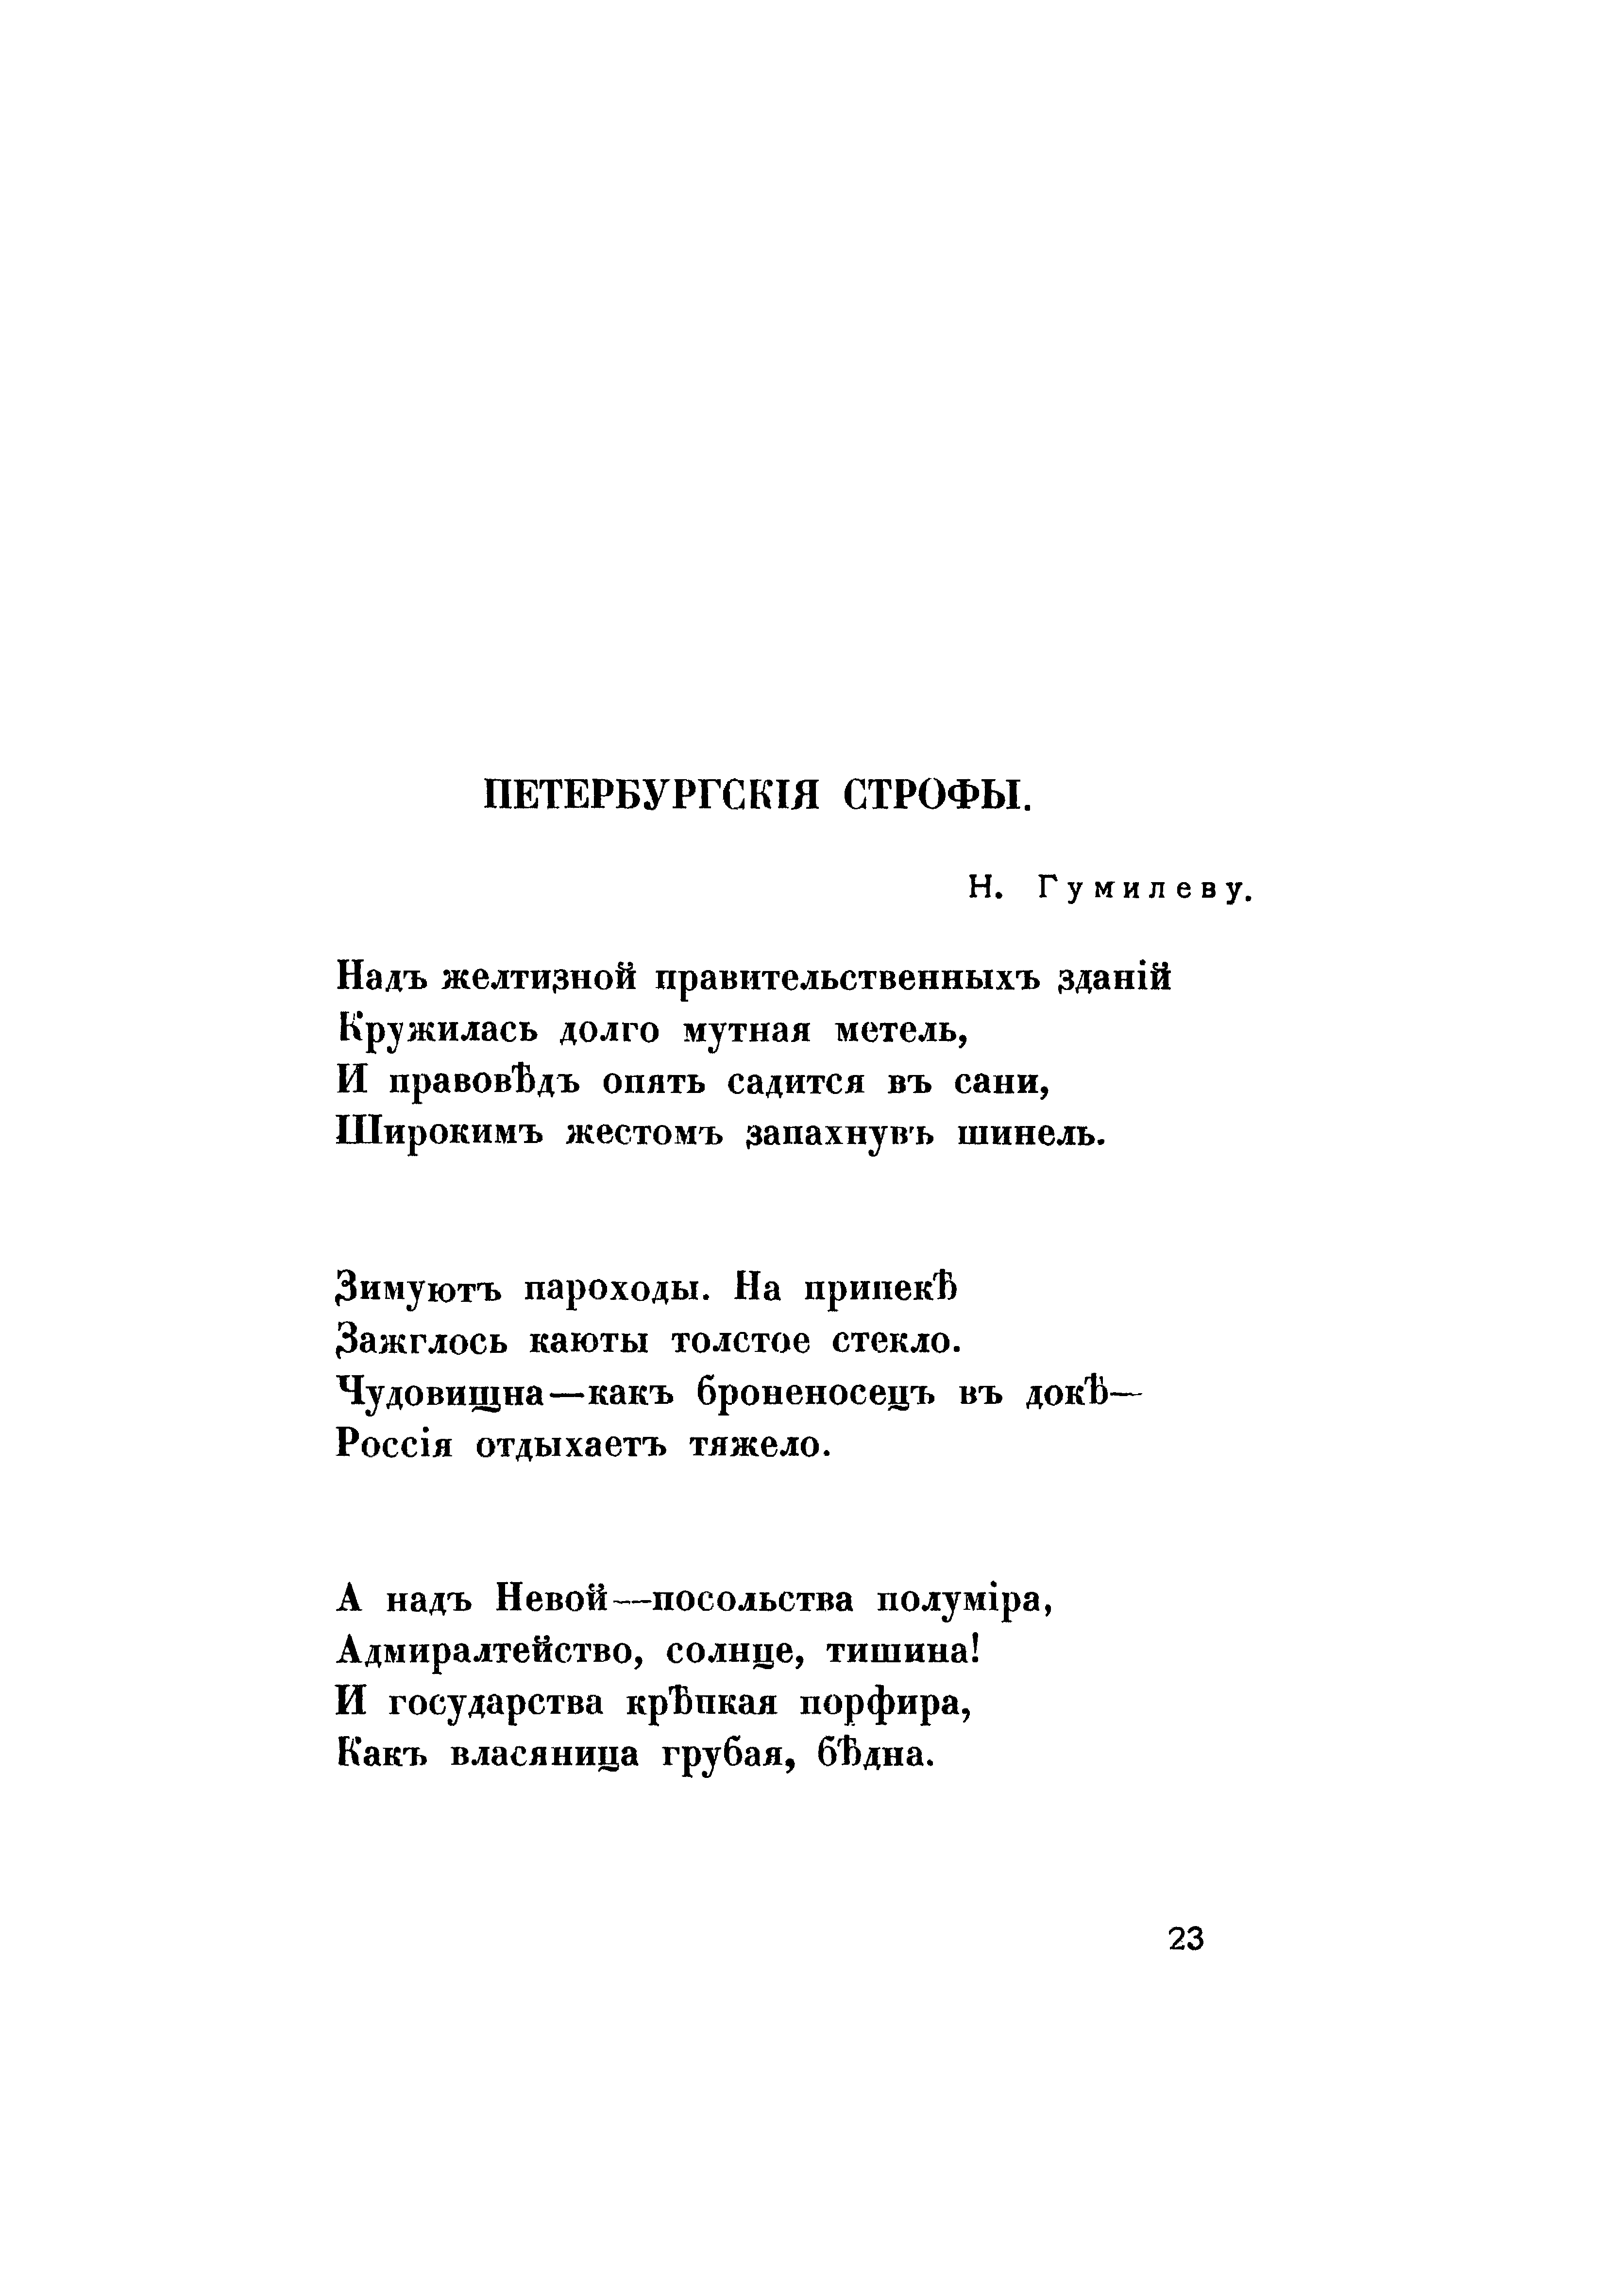 ПЕТЕРБУРГСКІЯ СТРОФЫ.
Н. Гумилеву.
Надъ желтизной правительственныхъ зданій
Кружилась долго мутная метель,
И правовѣдъ опять садится въ сани,
Широкимъ жестомъ запахнувъ шинель.
Зимуютъ пароходы. На припекѣ
Зажглось каюты толстое стекло.
Чудовищна—какъ броненосецъ въ докѣ—
Россія отдыхаетъ тяжело.
А надъ Невой—посольства полуміра,
Адмиралтейство, солнце, тишина!
И государства крѣпкая порфира,
Какъ власяница грубая, бѣдна.
23